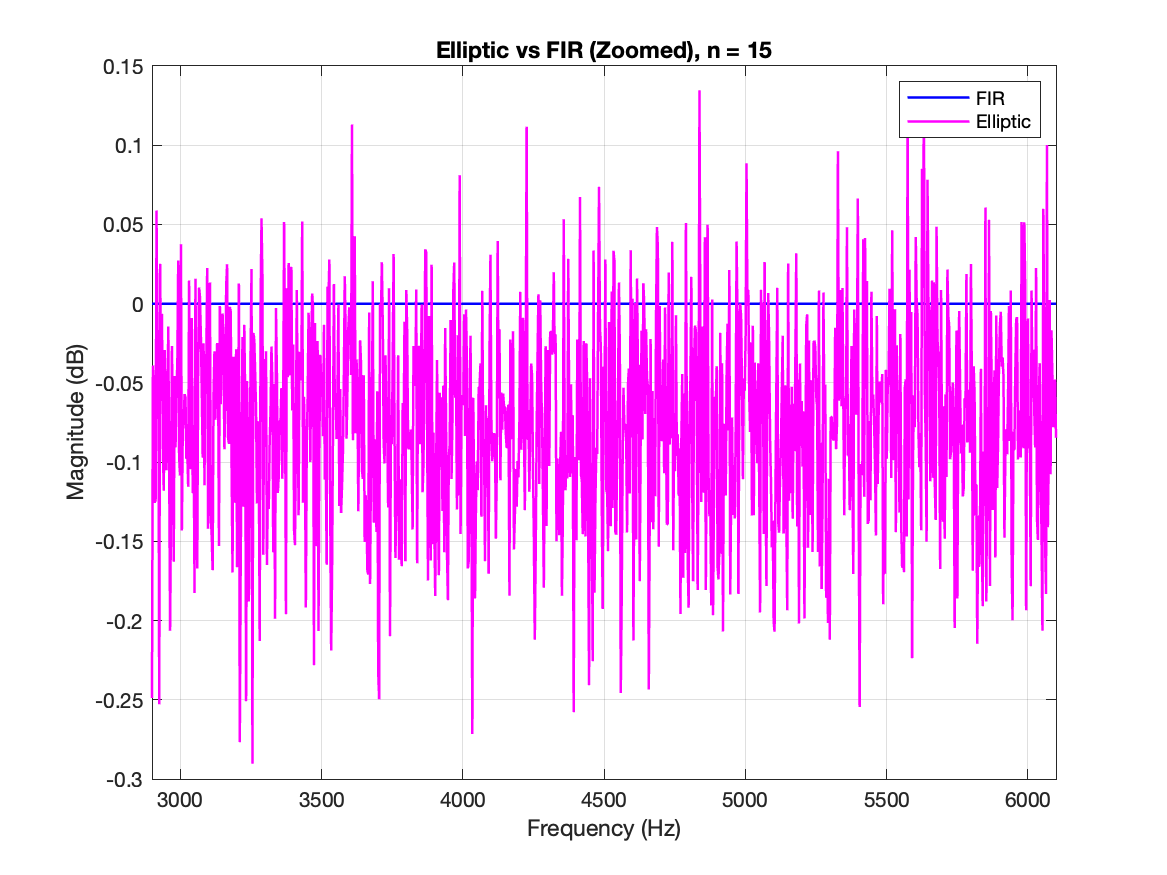 Elliptic vs FIR (Zoomed), n = 15
0.15
0.1
0.05
0
-0.05
-0.1
-0.15
-0.2
-0.25
-0.3
Magnitude (dB)
FIR
Elliptic
3000 3500 4000 4500 5000 5500 6000
Frequency (Hz)